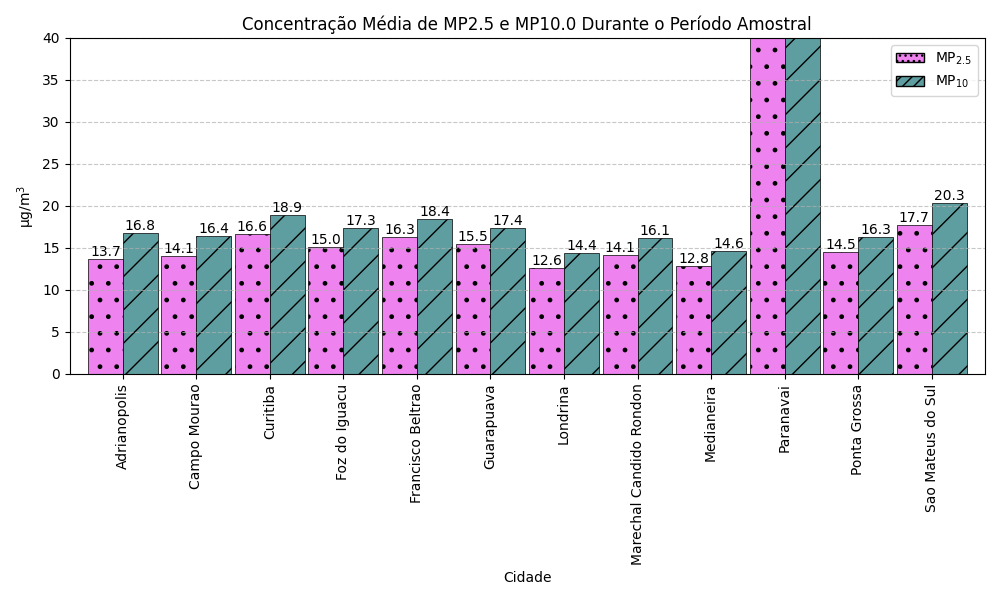 Concentração Média de MP2.5 e MP10.0 Durante o Período Amostral
MP2.5
MP10
µg/m³
40
35
30
25
20
15
10
5
0
13.7
16.8
14.1
16.4
16.6
18.9
15.0
17.3
16.3
18.4
15.5
17.4
12.6
14.4
14.1
16.1
12.8
14.6
14.5
16.3
17.7
20.3
Adrianopolis
Campo Mourao
Curitiba
Foz do Iguacu
Francisco Beltrao
Guarapuava
Londrina
Marechal Candido Rondon
Medianeira
Paranavai
Ponta Grossa
Sao Mateus do Sul
Cidade